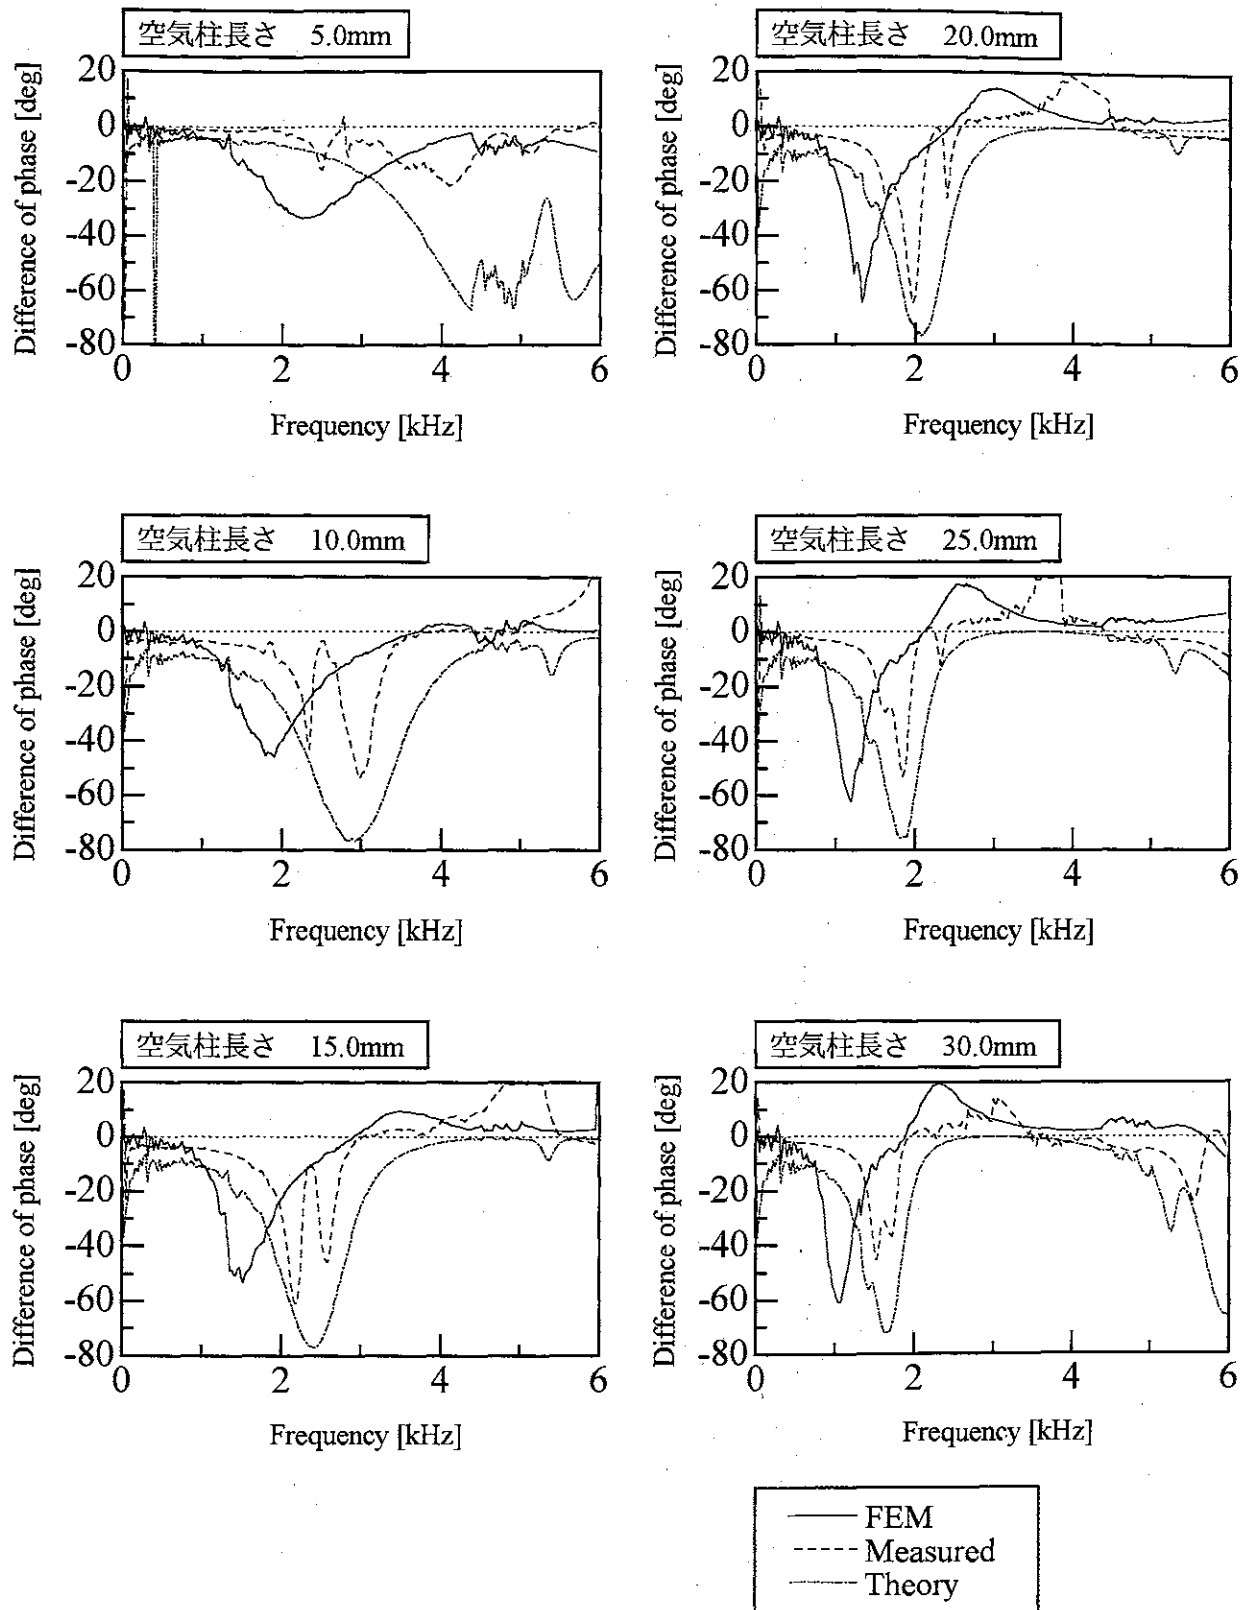 空気柱長さ 5.0mm
Difference of phase [deg]
20
0
-20
-40
-60
-80
0 2 4 6
Frequency [kHz]
空気柱長さ 20.0mm
Difference of phase [deg]
20
0
-20
-40
-60
-80
0 2 4 6
Frequency [kHz]
空気柱長さ 10.0mm
Difference of phase [deg]
20
0
-20
-40
-60
-80
0 2 4 6
Frequency [kHz]
空気柱長さ 25.0mm
Difference of phase [deg]
20
0
-20
-40
-60
-80
0 2 4 6
Frequency [kHz]
空気柱長さ 15.0mm
Difference of phase [deg]
20
0
-20
-40
-60
-80
0 2 4 6
Frequency [kHz]
空気柱長さ 30.0mm
Difference of phase [deg]
20
0
-20
-40
-60
-80
0 2 4 6
Frequency [kHz]
FEM
Measured
Theory